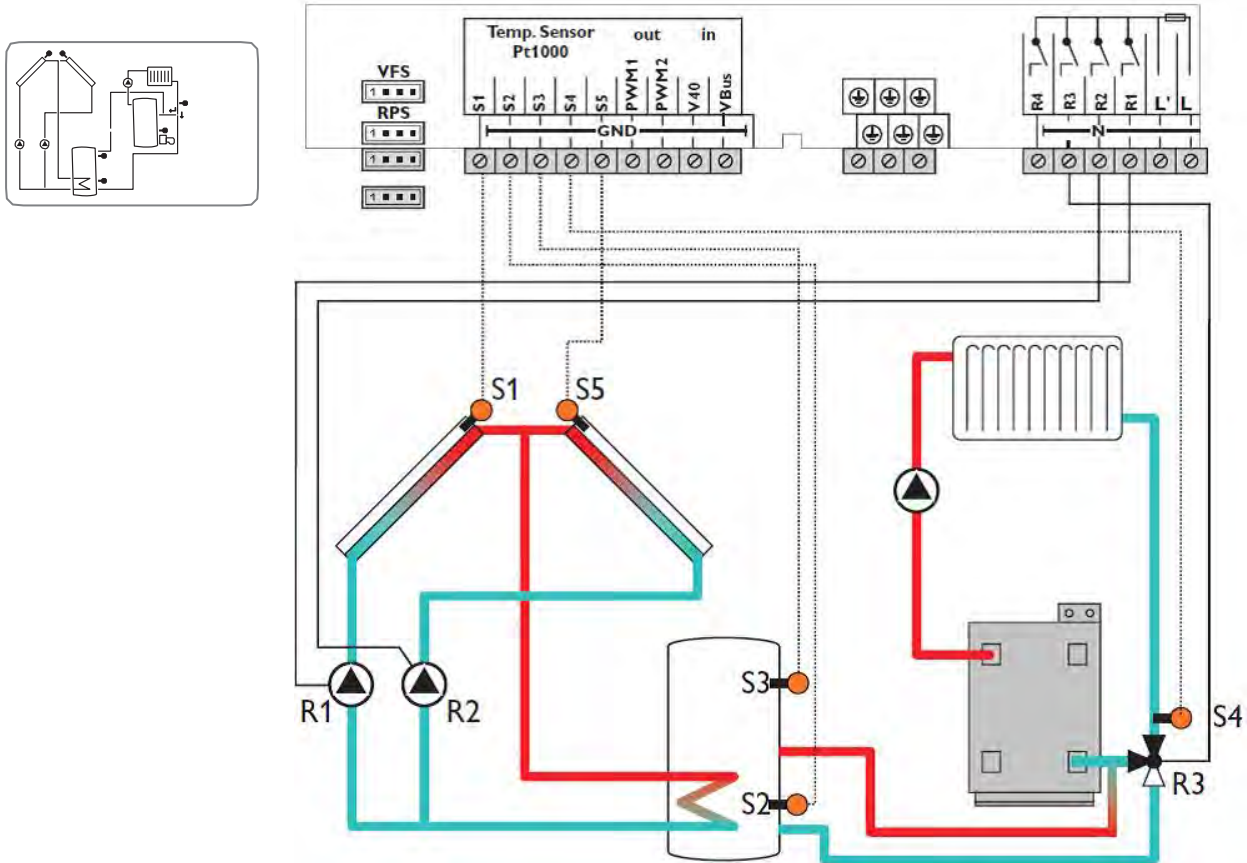 Temp. Sensor out in
Pt1000
VFS
1
RPS
1
1
1
S1 S2 S3 S4 S5 PWM1 PWM2 V40 VBus
GND
R4 R3 R2 R1 L' L
N
S1 S5
S3
R1 R2
S4
S2
R3